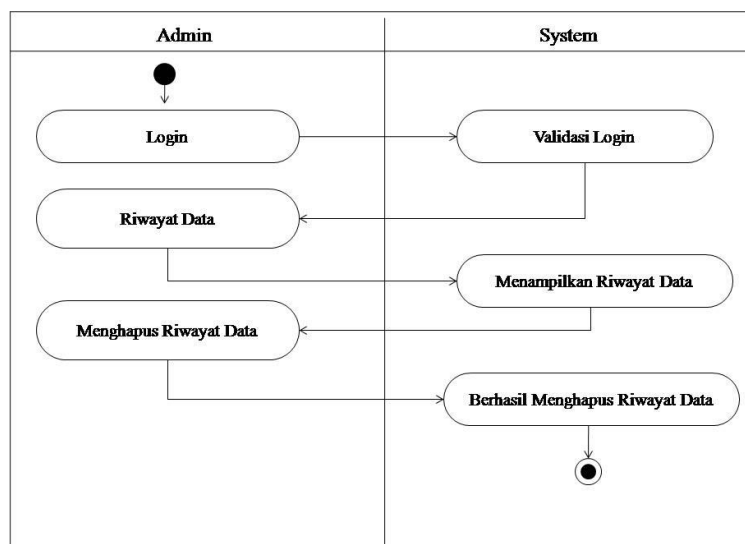 Admin
System
Login
Validasi Login
Riwayat Data
Menampilkan Riwayat Data
Menghapus Riwayat Data
Berhasil Menghapus Riwayat Data